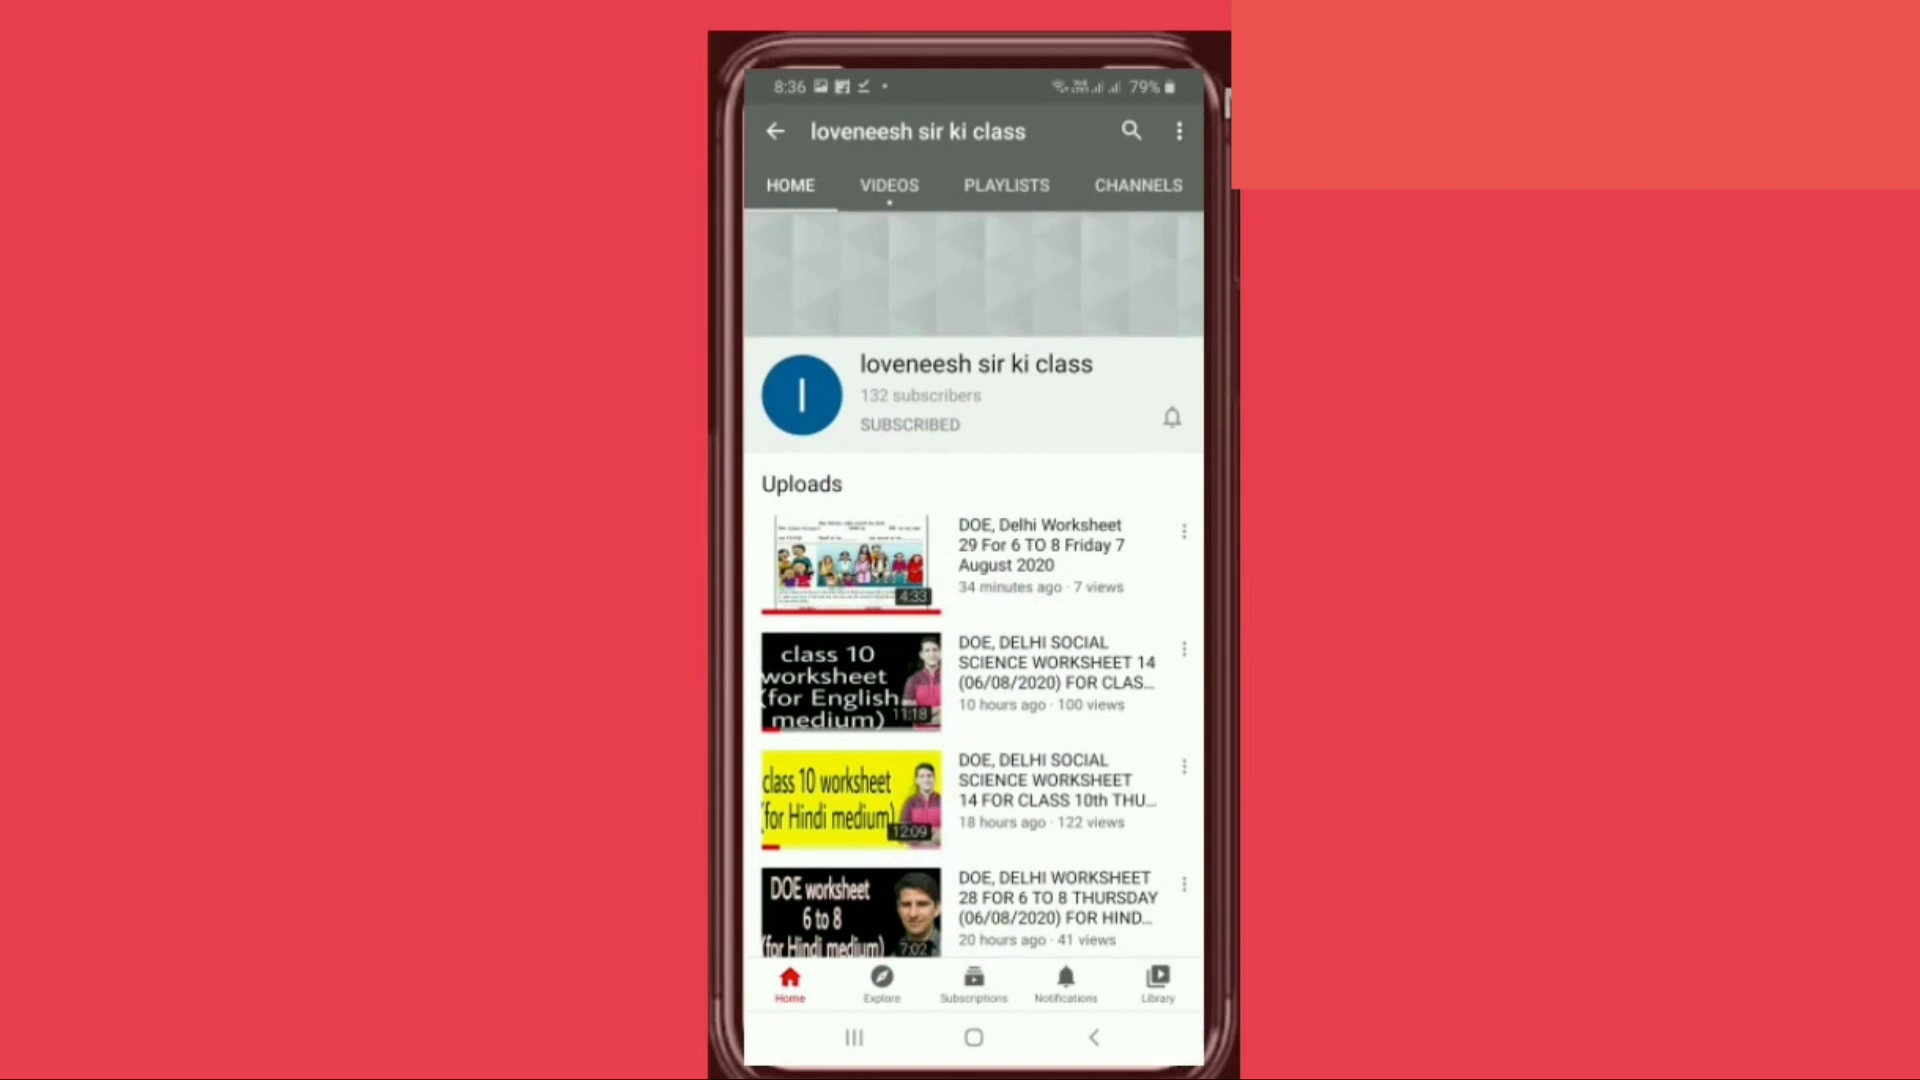 8:36
79%
loveneesh sir ki class
HOME VIDEOS PLAYLISTS CHANNELS
loveneesh sir ki class
132 subscribers
SUBSCRIBED
Uploads
4:33
DOE, Delhi Worksheet
29 For 6 TO 8 Friday 7
August 2020
34 minutes ago · 7 views
class 10
worksheet
(for English
medium)
11:18
DOE, DELHI SOCIAL
SCIENCE WORKSHEET 14
(06/08/2020) FOR CLAS...
10 hours ago · 100 views
class 10 worksheet
(for Hindi medium)
12:09
DOE, DELHI SOCIAL
SCIENCE WORKSHEET
14 FOR CLASS 10th THU...
18 hours ago · 122 views
DOE worksheet
6 to 8
(for Hindi medium)
7:02
DOE, DELHI WORKSHEET
28 FOR 6 TO 8 THURSDAY
(06/08/2020) FOR HIND...
20 hours ago · 41 views
Home Explore Subscriptions Notifications Library